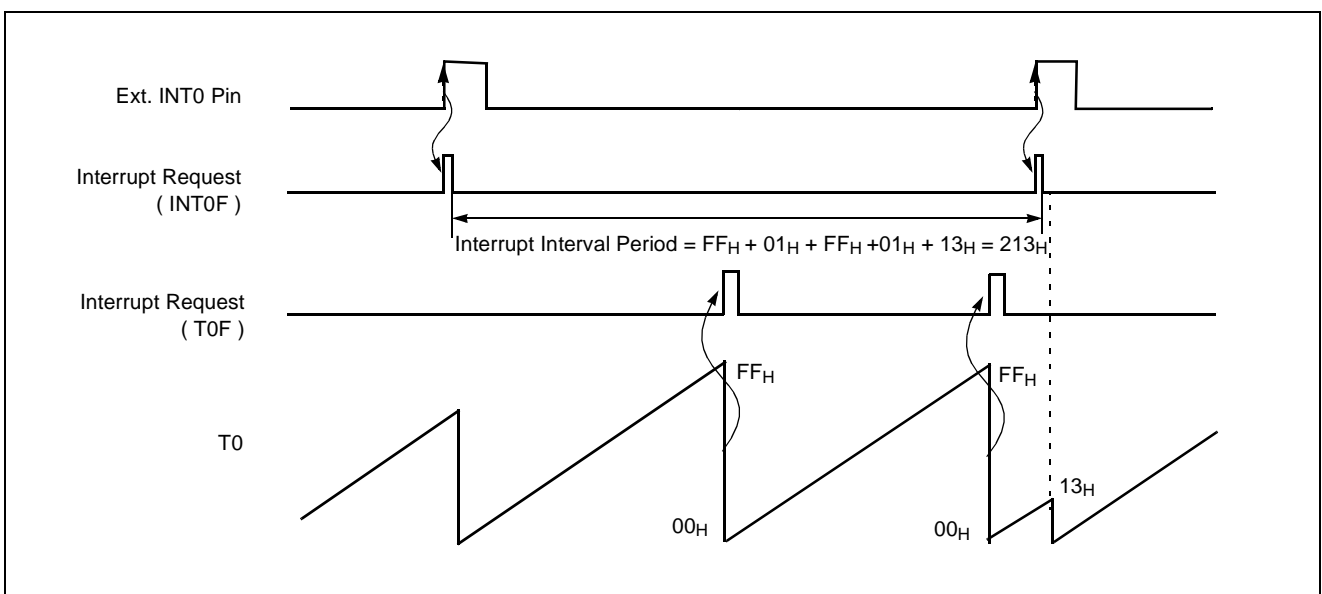 Ext. INT0 Pin
Interrupt Request
( INT0F )
Interrupt Interval Period = FFH + 01H + FFH +01H + 13H = 213H
Interrupt Request
( T0F )
FFH
FFH
T0
13H
00H
00H